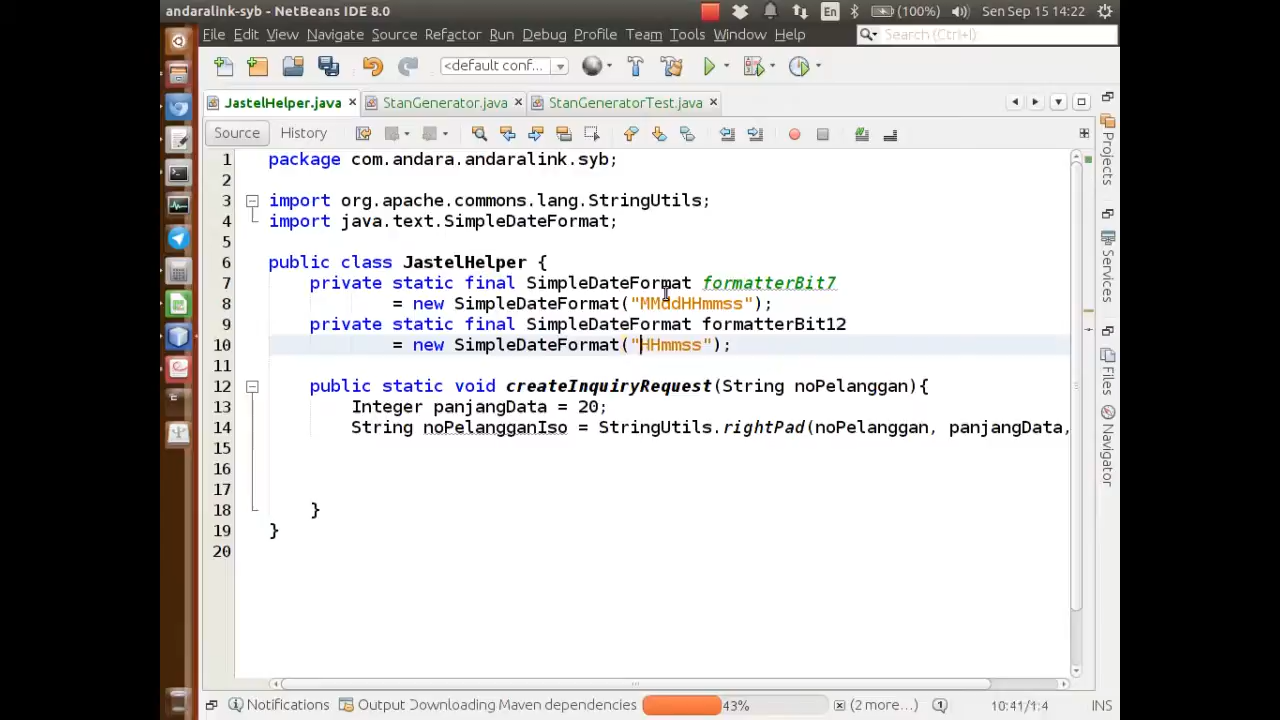 andaralink-syb - NetBeans IDE 8.0
En (100%) Sen Sep 15 14:22
File Edit View Navigate Source Refactor Run Debug Profile Team Tools Window Help
Search (Ctrl+I)
<default conf...
JastelHelper.java StanGenerator.java StanGeneratorTest.java
Source History
1 package com.andara.andaralink.syb;
2
3 import org.apache.commons.lang.StringUtils;
4 import java.text.SimpleDateFormat;
5
6 public class JastelHelper {
7 private static final SimpleDateFormat formatterBit7
8 = new SimpleDateFormat("MMddHHmmss");
9 private static final SimpleDateFormat formatterBit12
10 = new SimpleDateFormat("HHmmss");
11
12 public static void createInquiryRequest(String noPelanggan){
13 Integer panjangData = 20;
14 String noPelangganIso = StringUtils.rightPad(noPelanggan, panjangData,
15
16
17
18 }
19 }
20
Projects
Services
Files
Navigator
Notifications Output Downloading Maven dependencies 43% (2 more...) 10:41/1:4 INS